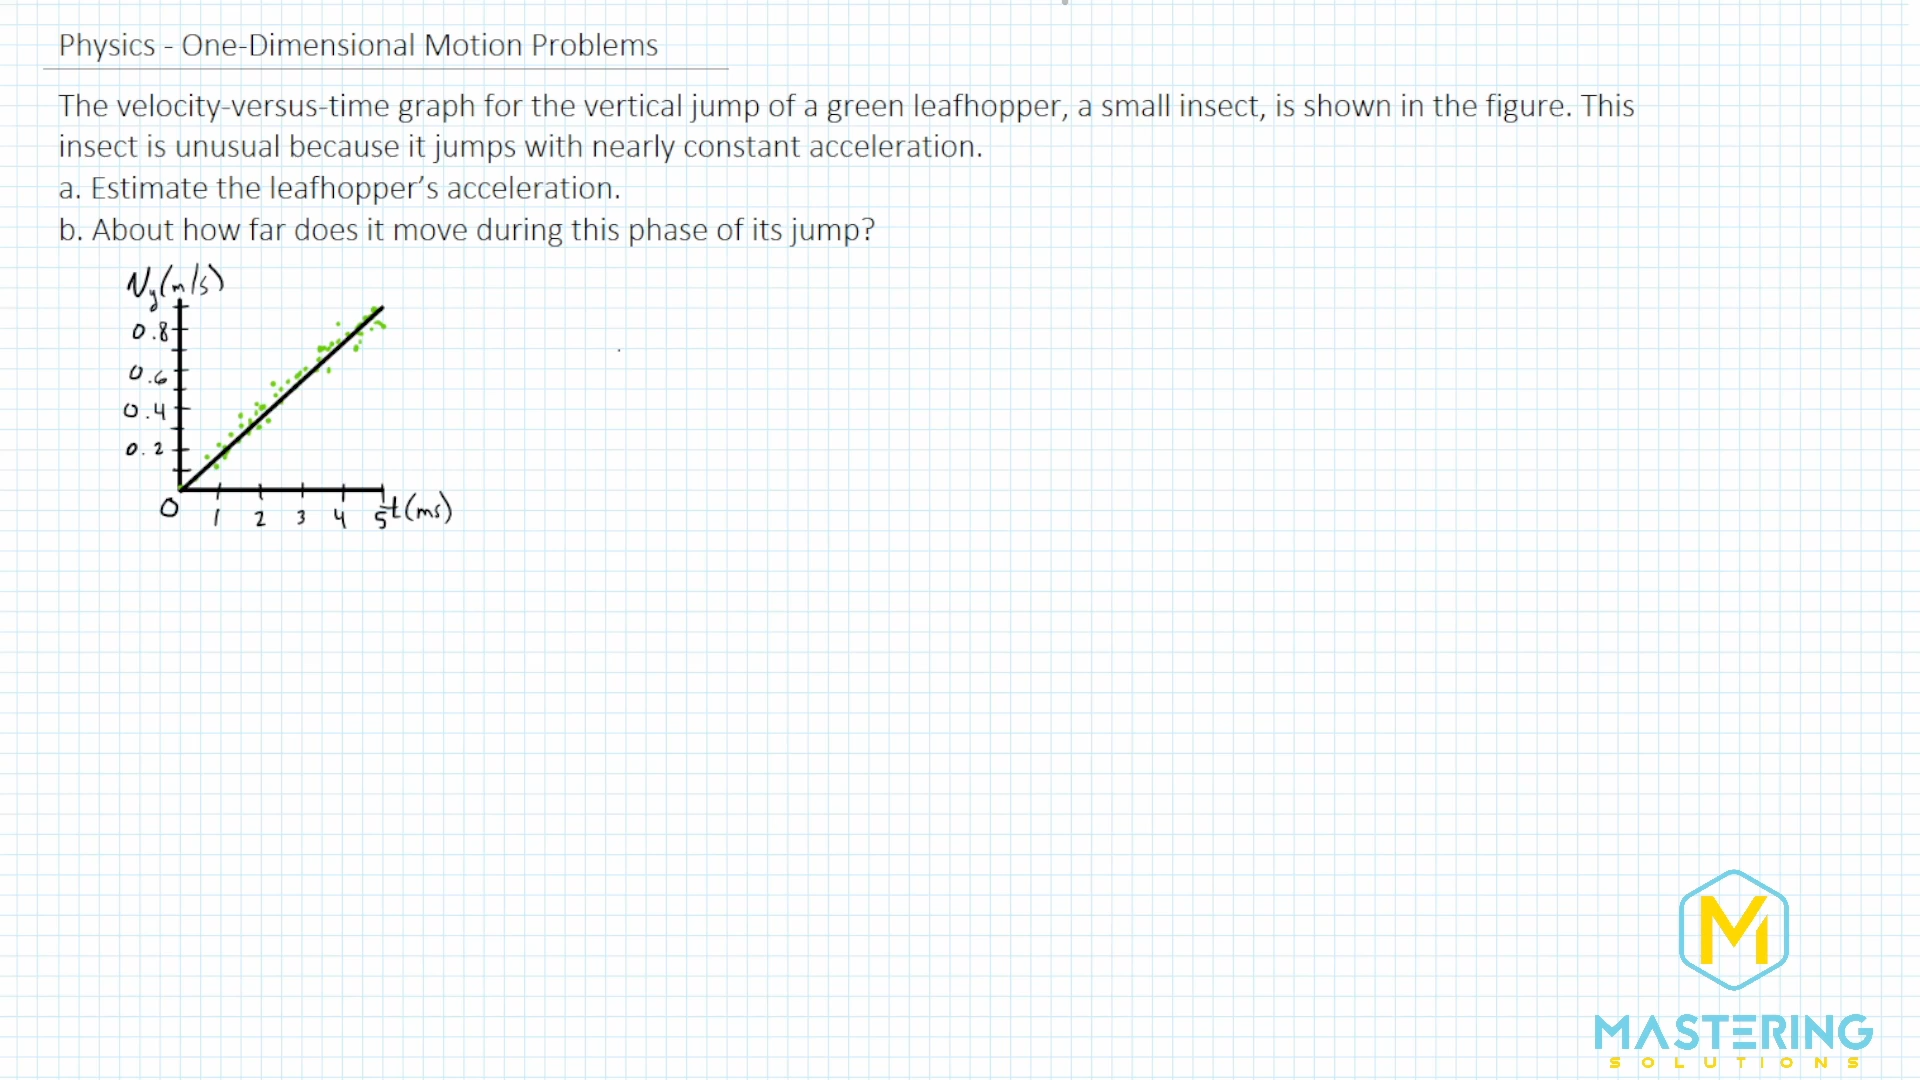 Physics - One-Dimensional Motion Problems
The velocity-versus-time graph for the vertical jump of a green leafhopper, a small insect, is shown in the figure. This
insect is unusual because it jumps with nearly constant acceleration.
a. Estimate the leafhopper's acceleration.
b. About how far does it move during this phase of its jump?
Vy(m/s)
0.8
0.6
0.4
0.2
0
1 2 3 4 5 t(ms)
M
MASTERING
SOLUTIONS